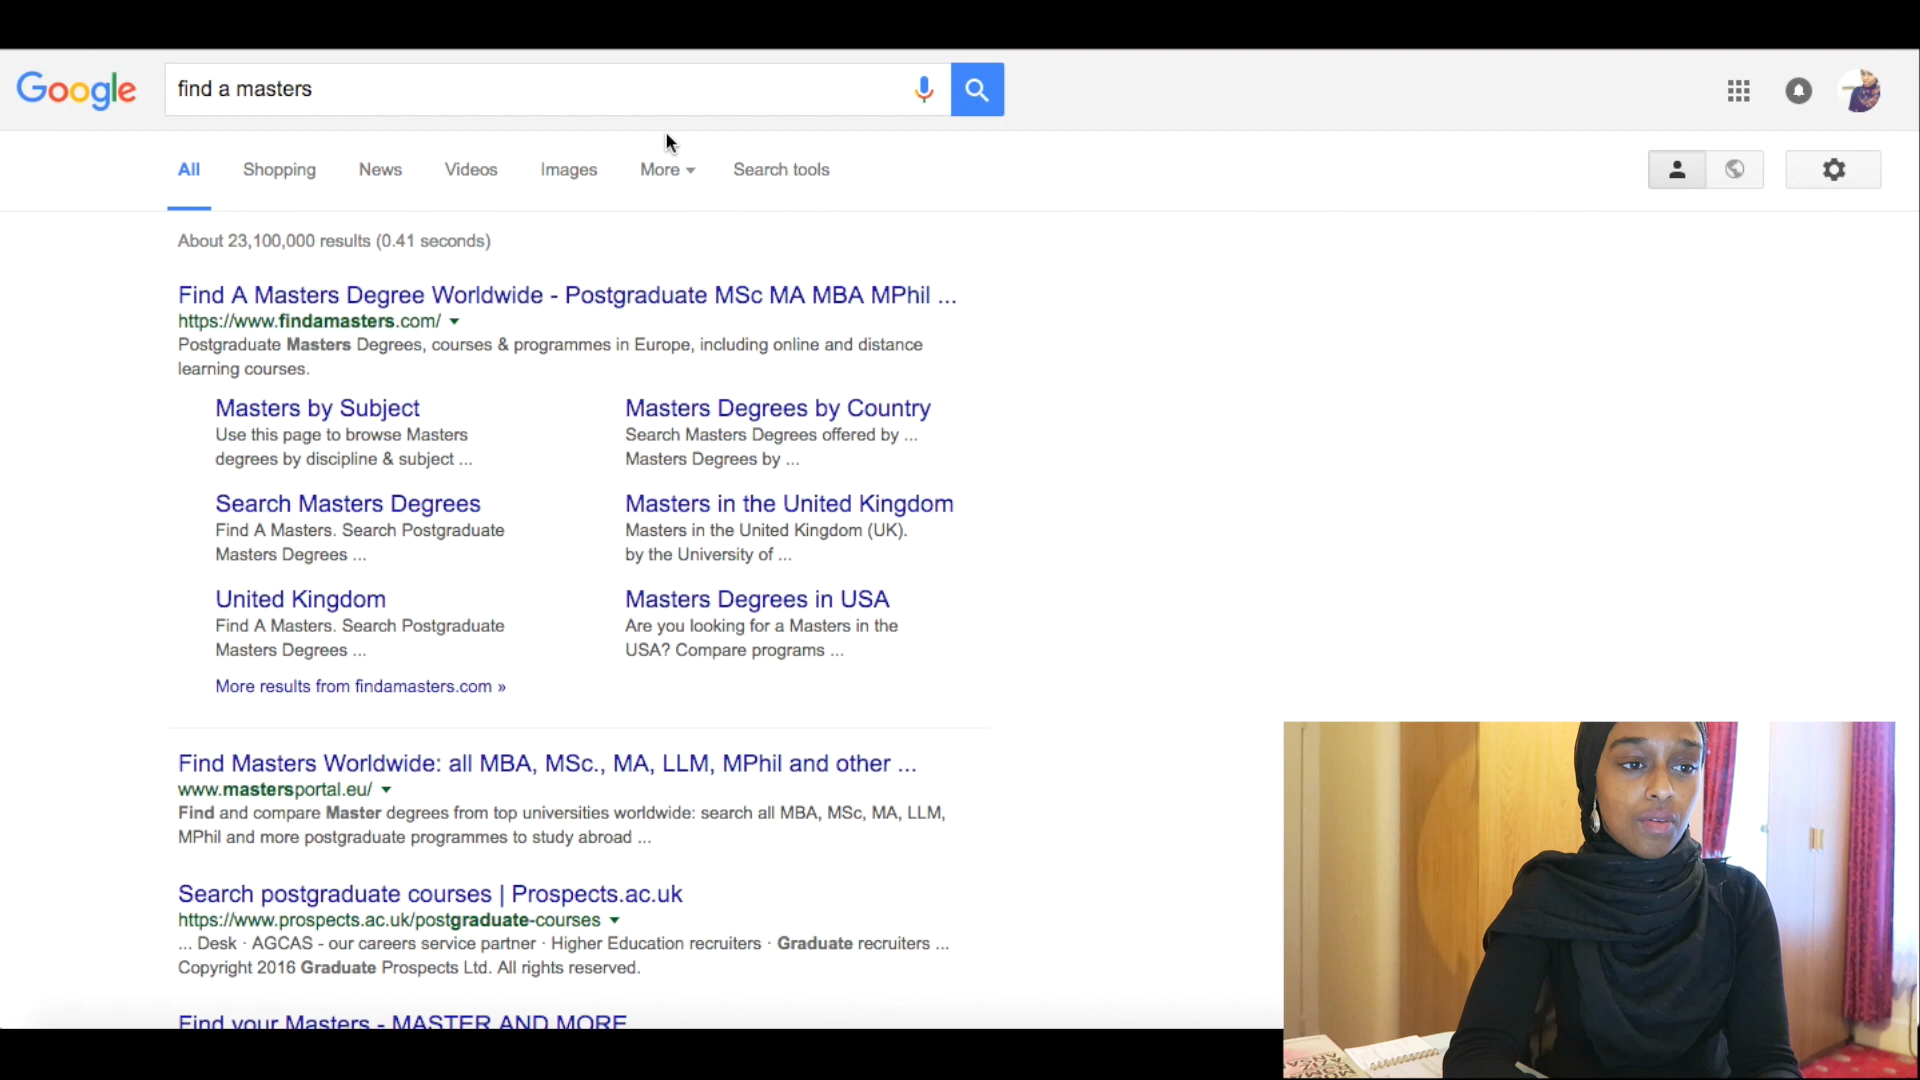 Google
find a masters
All Shopping News Videos Images More Search tools
About 23,100,000 results (0.41 seconds)
Find A Masters Degree Worldwide - Postgraduate MSc MA MBA MPhil ...
https://www.findamasters.com/
Postgraduate Masters Degrees, courses & programmes in Europe, including online and distance
learning courses.
Masters by Subject
Use this page to browse Masters
degrees by discipline & subject ...
Masters Degrees by Country
Search Masters Degrees offered by ...
Masters Degrees by ...
Search Masters Degrees
Find A Masters. Search Postgraduate
Masters Degrees ...
Masters in the United Kingdom
Masters in the United Kingdom (UK).
by the University of ...
United Kingdom
Find A Masters. Search Postgraduate
Masters Degrees ...
Masters Degrees in USA
Are you looking for a Masters in the
USA? Compare programs ...
More results from findamasters.com »
Find Masters Worldwide: all MBA, MSc., MA, LLM, MPhil and other ...
www.mastersportal.eu/
Find and compare Master degrees from top universities worldwide: search all MBA, MSc, MA, LLM,
MPhil and more postgraduate programmes to study abroad ...
Search postgraduate courses | Prospects.ac.uk
https://www.prospects.ac.uk/postgraduate-courses
... Desk · AGCAS - our careers service partner · Higher Education recruiters · Graduate recruiters ...
Copyright 2016 Graduate Prospects Ltd. All rights reserved.
Find your Masters - MASTER AND MORE